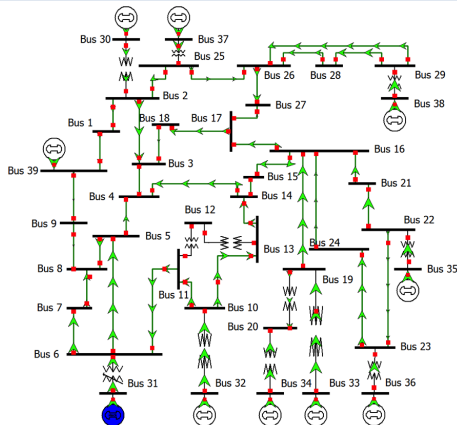 Bus 30
Bus 37
Bus 25
Bus 26
Bus 28
Bus 29
Bus 2
Bus 38
Bus 18
Bus 17
Bus 27
Bus 1
Bus 16
Bus 39
Bus 3
Bus 15
Bus 21
Bus 4
Bus 14
Bus 12
Bus 22
Bus 9
Bus 5
Bus 13
Bus 24
Bus 8
Bus 19
Bus 35
Bus 11
Bus 7
Bus 10
Bus 20
Bus 6
Bus 23
Bus 31
Bus 32
Bus 34
Bus 33
Bus 36